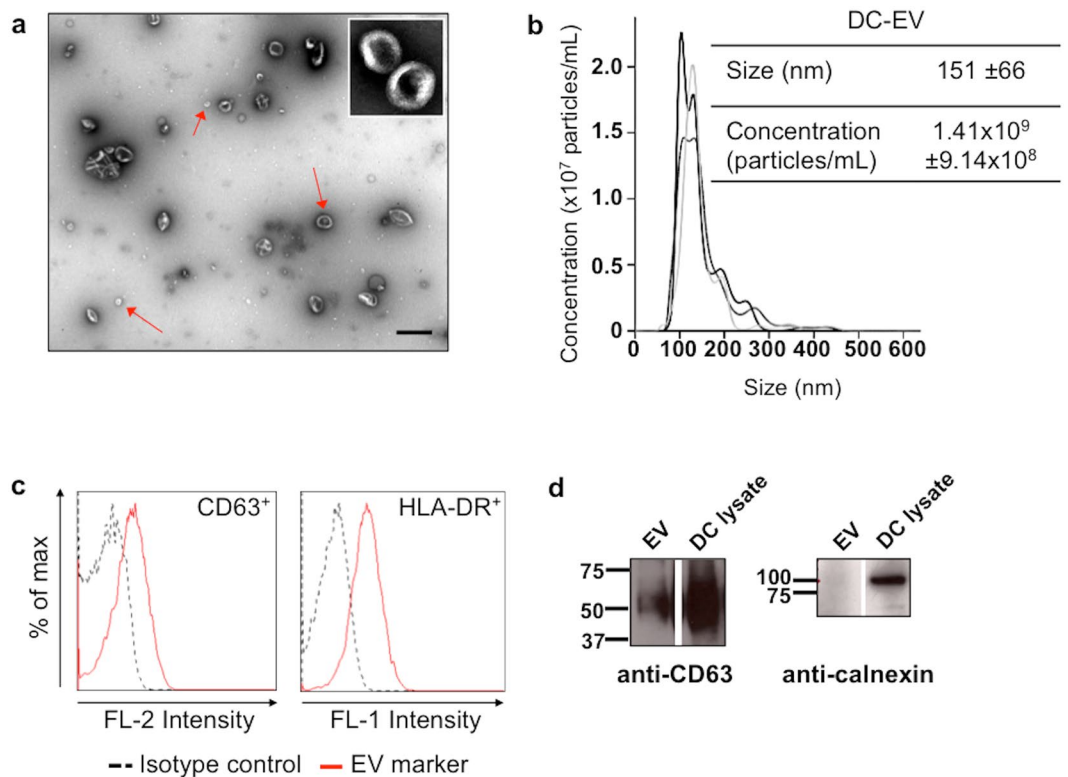 a
b
DC-EV
Size (nm) 151 ±66
Concentration (particles/mL) 1.41x10⁹ ±9.14x10⁸
Concentration (x10⁷ particles/mL)
2.0
1.5
1.0
0.5
0
0 100 200 300 400 500 600
Size (nm)
c
CD63⁺
HLA-DR⁺
% of max
FL-2 Intensity
FL-1 Intensity
Isotype control
EV marker
d
EV
DC lysate
75
50
37
anti-CD63
EV
DC lysate
100
75
anti-calnexin